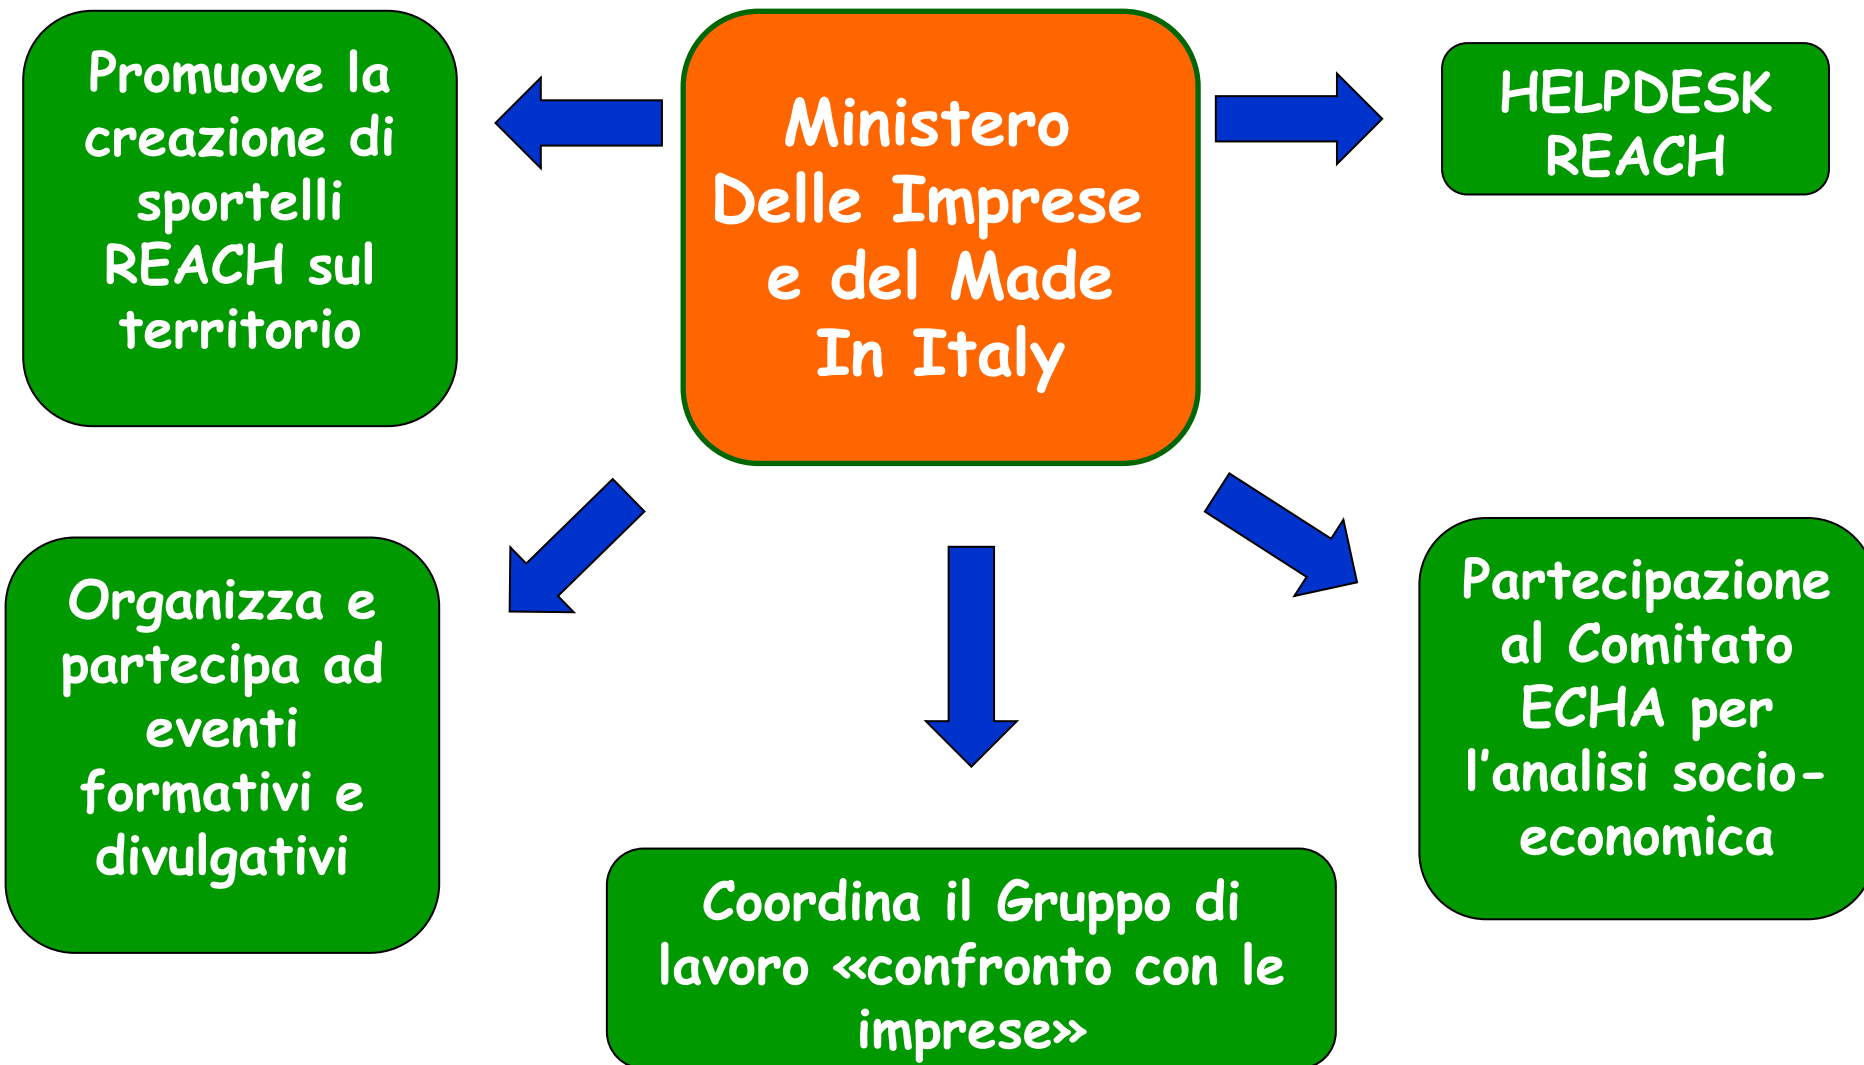 Promuove la
creazione di
sportelli
REACH sul
territorio
Ministero
Delle Imprese
e del Made
In Italy
HELPDESK
REACH
Organizza e
partecipa ad
eventi
formativi e
divulgativi
Coordina il Gruppo di
lavoro «confronto con le
imprese»
Partecipazione
al Comitato
ECHA per
l’analisi socio-
economica